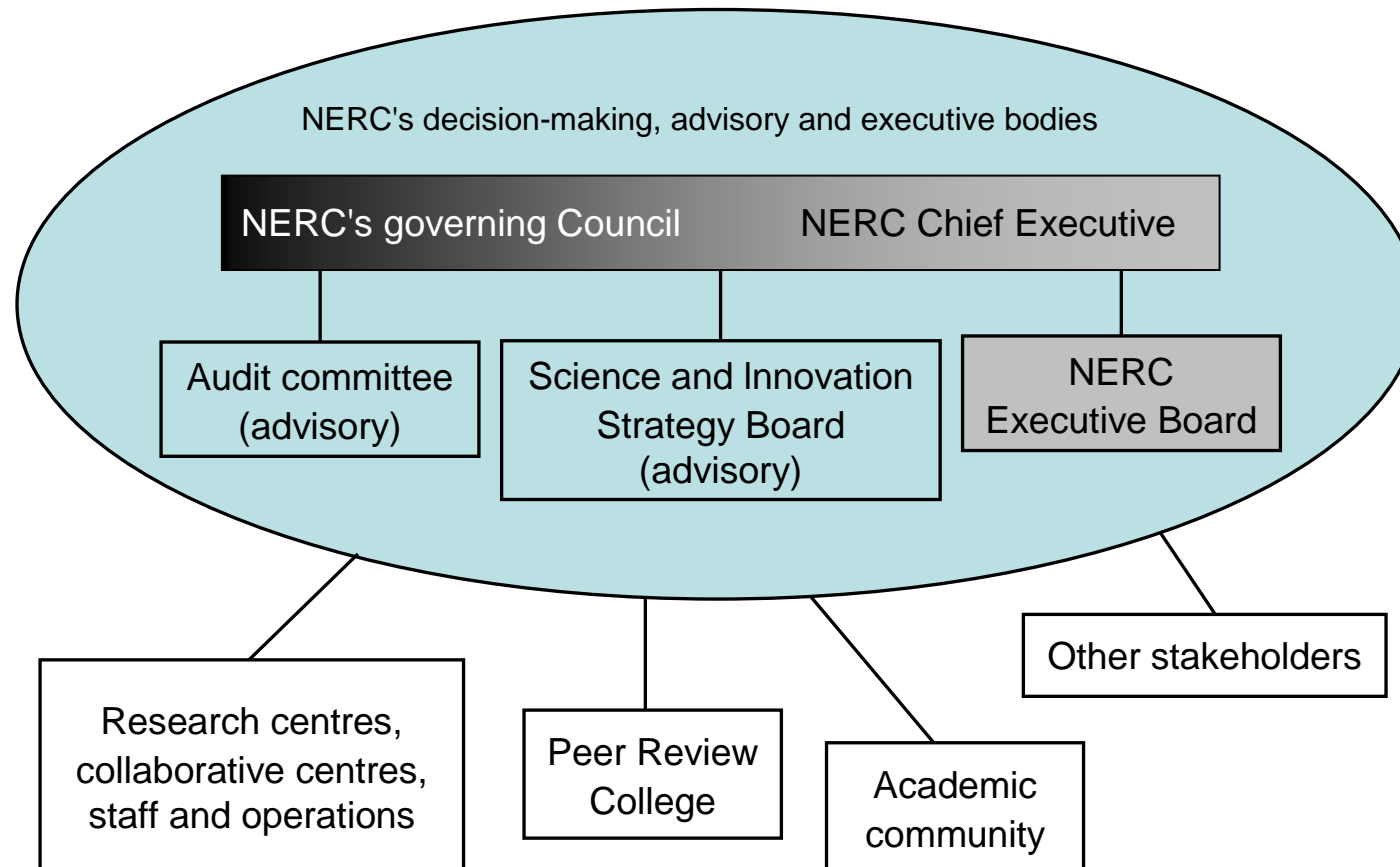 NERC's decision-making, advisory and executive bodies
NERC's governing Council
NERC Chief Executive
Audit committee
(advisory)
Science and Innovation
Strategy Board
(advisory)
NERC
Executive Board
Research centres,
collaborative centres,
staff and operations
Peer Review
College
Academic
community
Other stakeholders